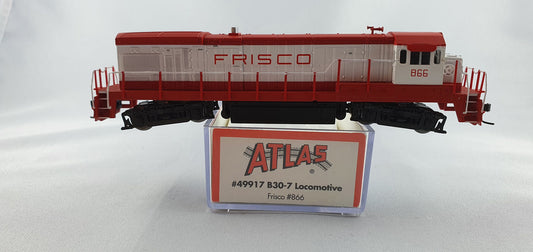 FRISCO
866
ATLAS
#49917 B30-7 Locomotive
Frisco #866